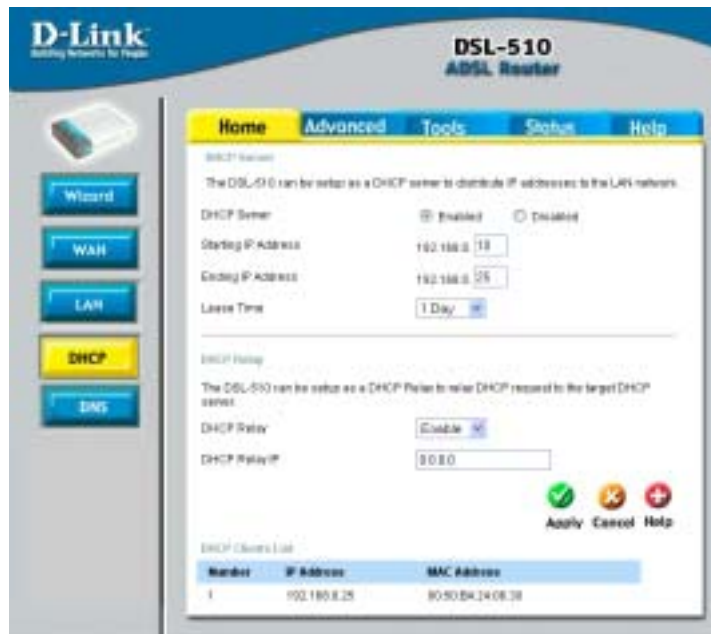 D-Link
Building Networks for People
DSL-510
ADSL Router
Home Advanced Tools Status Help
Wizard
WAN
LAN
DHCP
DNS
DHCP Server
The DSL-510 can be setup as a DHCP server to distribute IP addresses to the LAN network.
DHCP Server Enabled Disabled
Starting IP Address 192.168.0. 10
Ending IP Address 192.168.0. 25
Lease Time 1 Day
DHCP Relay
The DSL-510 can be setup as a DHCP Relay to relay DHCP request to the target DHCP
server.
DHCP Relay Enable
DHCP Relay IP 0.0.0.0
Apply Cancel Help
DHCP Clients List
Number IP Address MAC Address
1 192.168.0.25